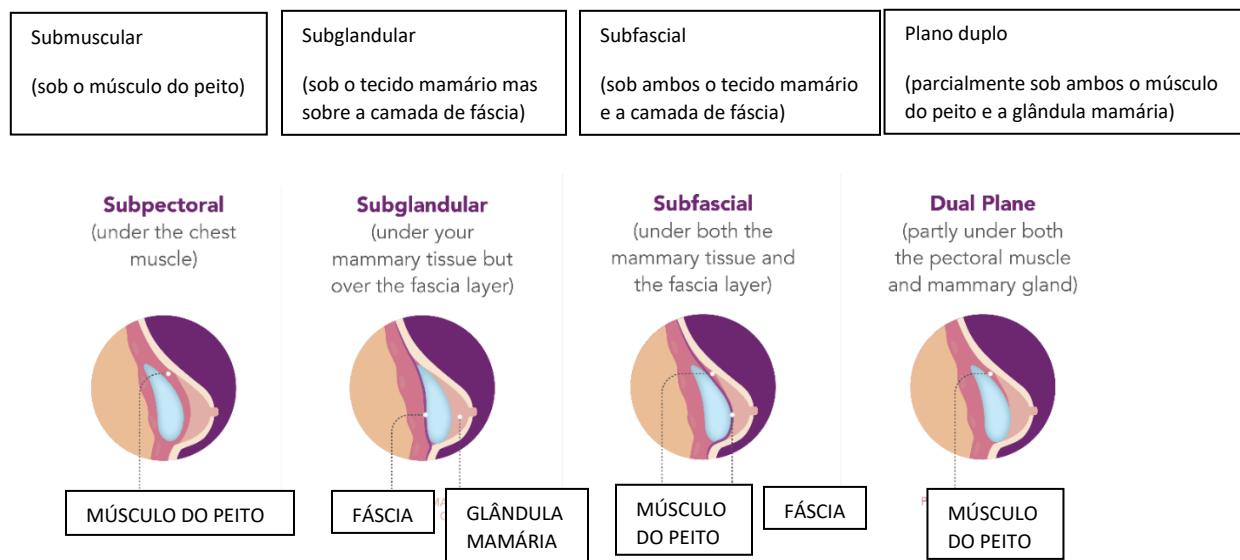 Submuscular
(sob o músculo do peito)
Subglandular
(sob o tecido mamário mas
sobre a camada de fáscia)
Subfascial
(sob ambos o tecido mamário
e a camada de fáscia)
Plano duplo
(parcialmente sob ambos o músculo
do peito e a glândula mamária)
Subpectoral
(under the chest
muscle)
Subglandular
(under your
mammary tissue but
over the fascia layer)
Subfascial
(under both the
mammary tissue and
the fascia layer)
Dual Plane
(partly under both
the pectoral muscle
and mammary gland)
MÚSCULO DO PEITO
FÁSCIA
GLÂNDULA
MAMÁRIA
MÚSCULO
DO PEITO
FÁSCIA
MÚSCULO
DO PEITO